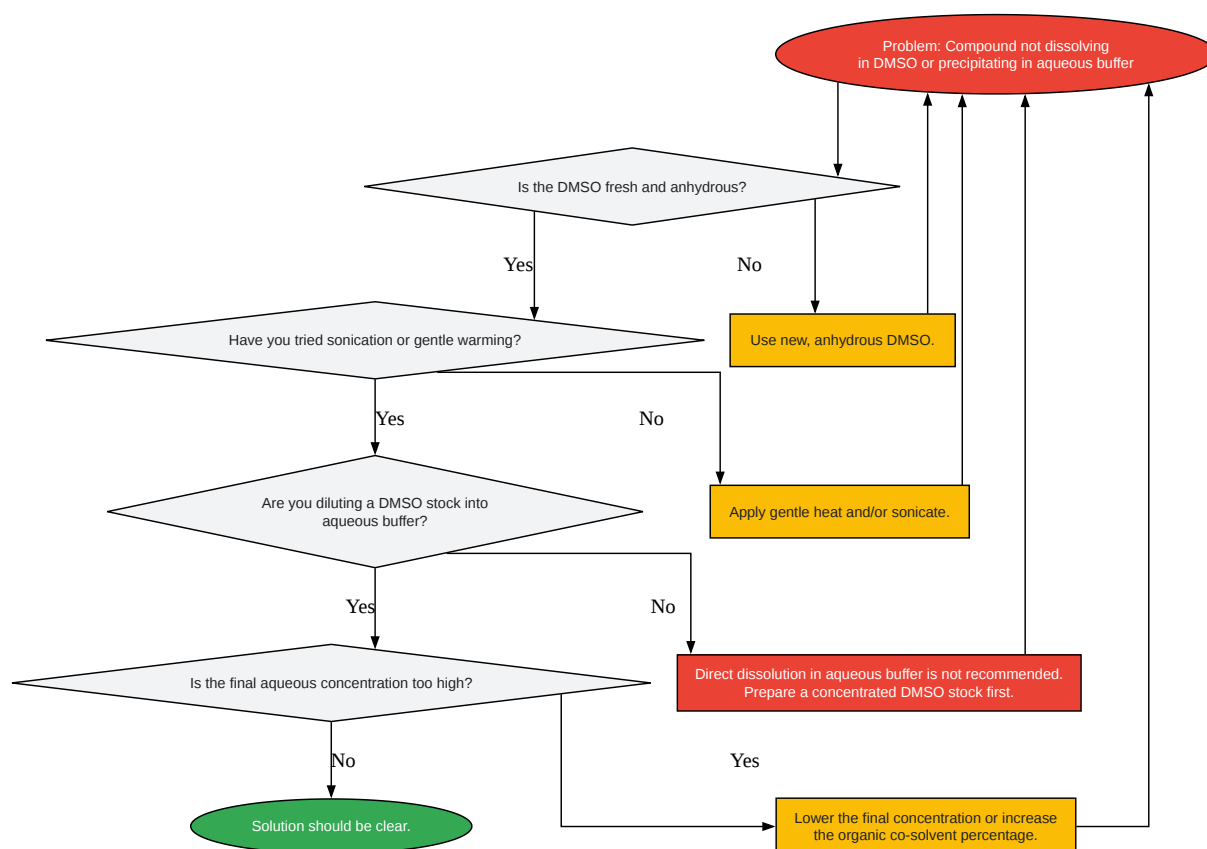 Problem: Compound not dissolving
in DMSO or precipitating in aqueous buffer
Is the DMSO fresh and anhydrous?
Yes
No
Have you tried sonication or gentle warming?
Use new, anhydrous DMSO.
Yes
No
Are you diluting a DMSO stock into
aqueous buffer?
Apply gentle heat and/or sonicate.
Yes
No
Is the final aqueous concentration too high?
Direct dissolution in aqueous buffer is not recommended.
Prepare a concentrated DMSO stock first.
No
Yes
Solution should be clear.
Lower the final concentration or increase
the organic co-solvent percentage.